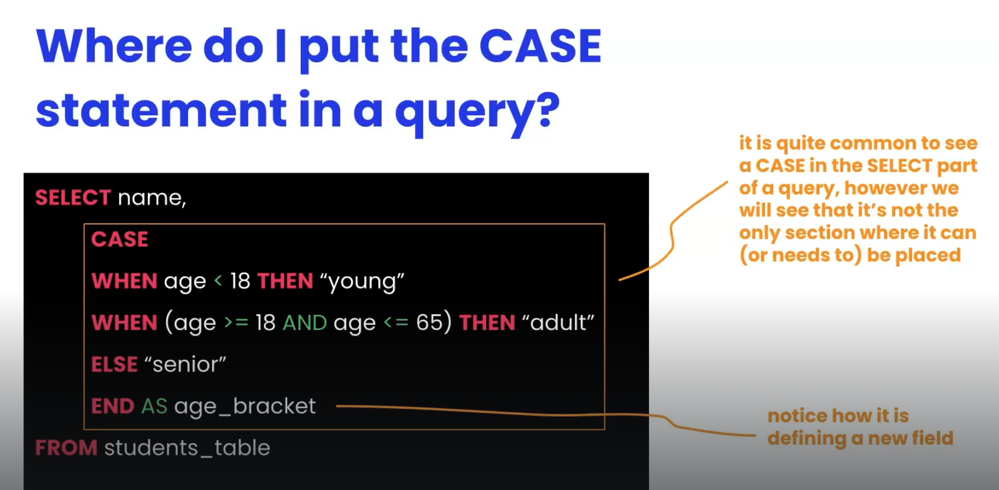 Where do I put the CASE
statement in a query?
it is quite common to see
a CASE in the SELECT part
of a query, however we
will see that it’s not the
only section where it can
(or needs to) be placed
SELECT name,
CASE
WHEN age < 18 THEN “young”
WHEN (age >= 18 AND age <= 65) THEN “adult”
ELSE “senior”
END AS age_bracket
notice how it is
defining a new field
FROM students_table